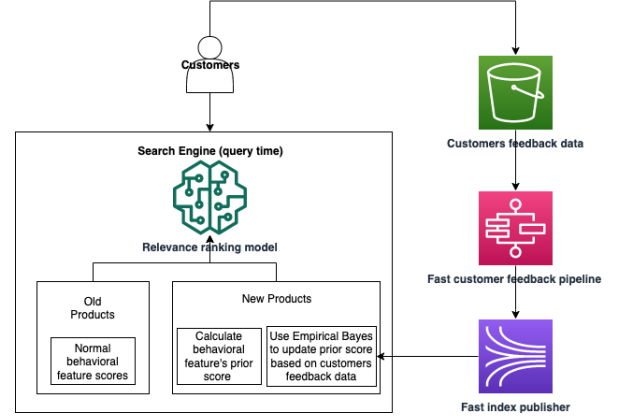 Customers
Customers feedback data
Search Engine (query time)
Relevance ranking model
Fast customer feedback pipeline
Old
Products
Normal
behavioral
feature scores
New Products
Calculate
behavioral
feature's prior
score
Use Empirical Bayes
to update prior score
based on customers
feedback data
Fast index publisher